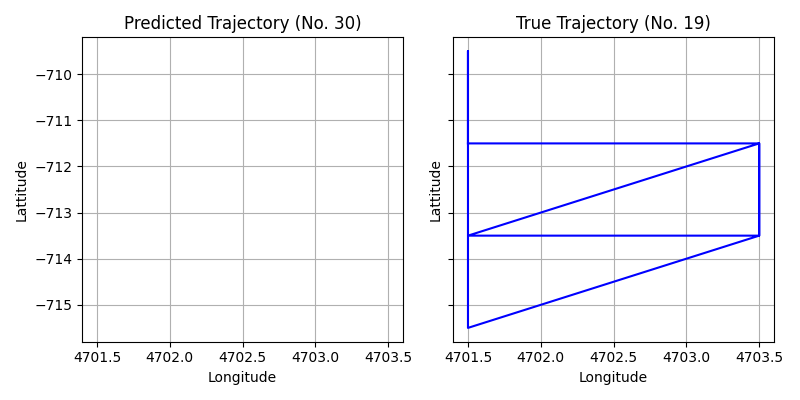 Predicted Trajectory (No. 30)
Lattitude
−710
−711
−712
−713
−714
−715
4701.5 4702.0 4702.5 4703.0 4703.5
Longitude
True Trajectory (No. 19)
Lattitude
4701.5 4702.0 4702.5 4703.0 4703.5
Longitude